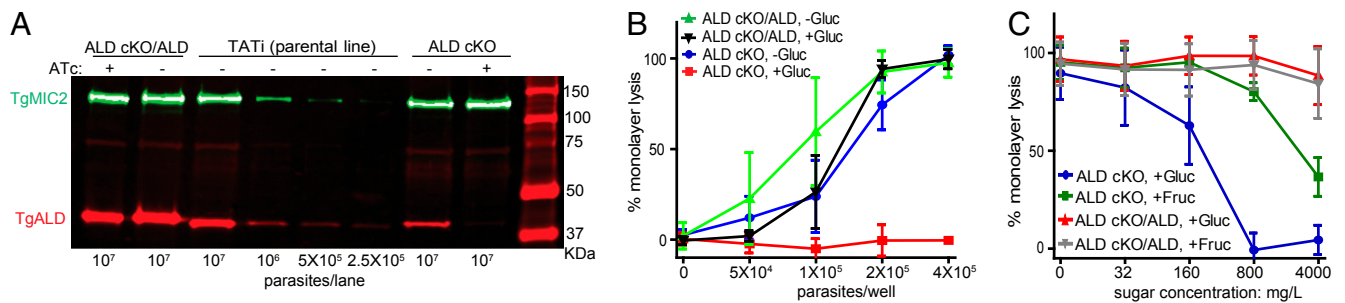 A
ALD cKO/ALD TATi (parental line) ALD cKO
ATc: + - - - - - - +
TgMIC2
TgALD
150
100
75
50
37
KDa
10⁷ 10⁷ 10⁷ 10⁶ 5X10⁵ 2.5X10⁵ 10⁷ 10⁷
parasites/lane
B
ALD cKO/ALD, -Gluc
ALD cKO/ALD, +Gluc
ALD cKO, -Gluc
ALD cKO, +Gluc
% monolayer lysis
100
50
0
0 5X10⁴ 1X10⁵ 2X10⁵ 4X10⁵
parasites/well
C
% monolayer lysis
100
50
0
ALD cKO, +Gluc
ALD cKO, +Fruc
ALD cKO/ALD, +Gluc
ALD cKO/ALD, +Fruc
0 32 160 800 4000
sugar concentration: mg/L